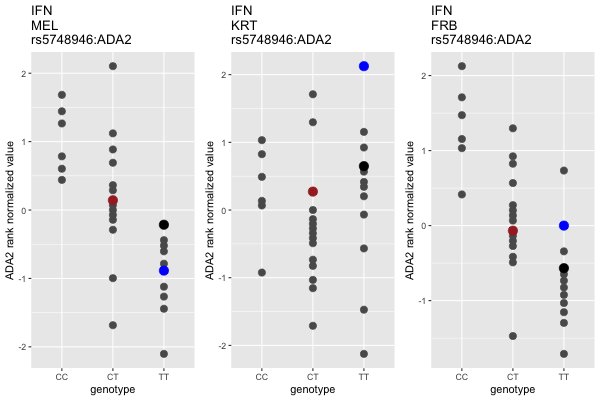 IFN
MEL
rs5748946:ADA2
ADA2 rank normalized value
2
1
0
-1
-2
CC
CT
TT
genotype
IFN
KRT
rs5748946:ADA2
ADA2 rank normalized value
2
1
0
-1
-2
CC
CT
TT
genotype
IFN
FRB
rs5748946:ADA2
ADA2 rank normalized value
2
1
0
-1
CC
CT
TT
genotype